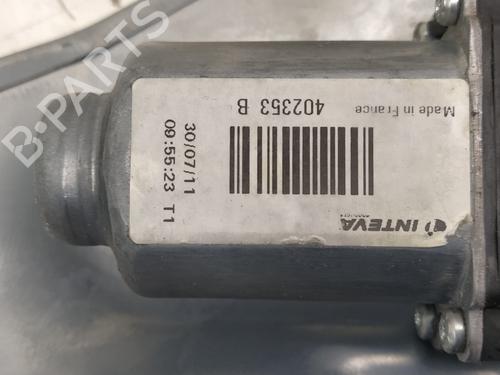 INTEVA
30/07/11
09:55:23 T1
402353 B
Made in France
B-PARTS